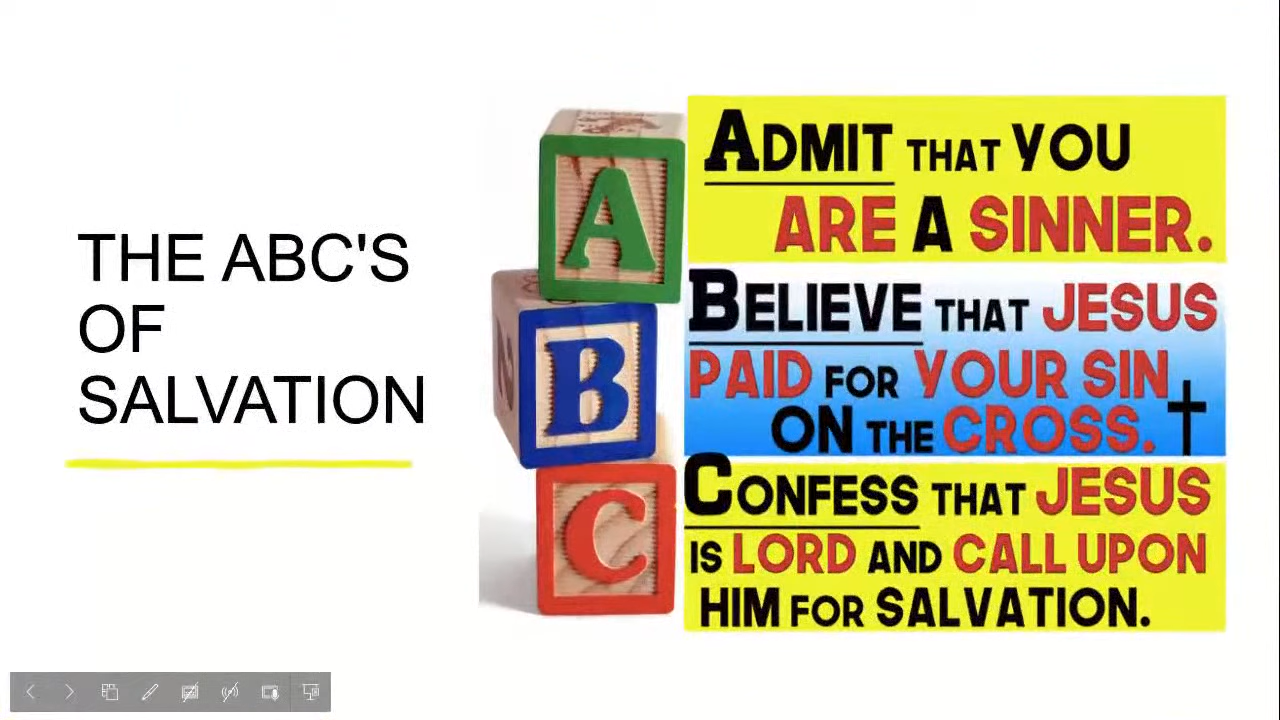 THE ABC'S
OF
SALVATION
A
ADMIT THAT YOU
ARE A SINNER.
B
BELIEVE THAT JESUS
PAID FOR YOUR SIN
ON THE CROSS.
C
CONFESS THAT JESUS
IS LORD AND CALL UPON
HIM FOR SALVATION.